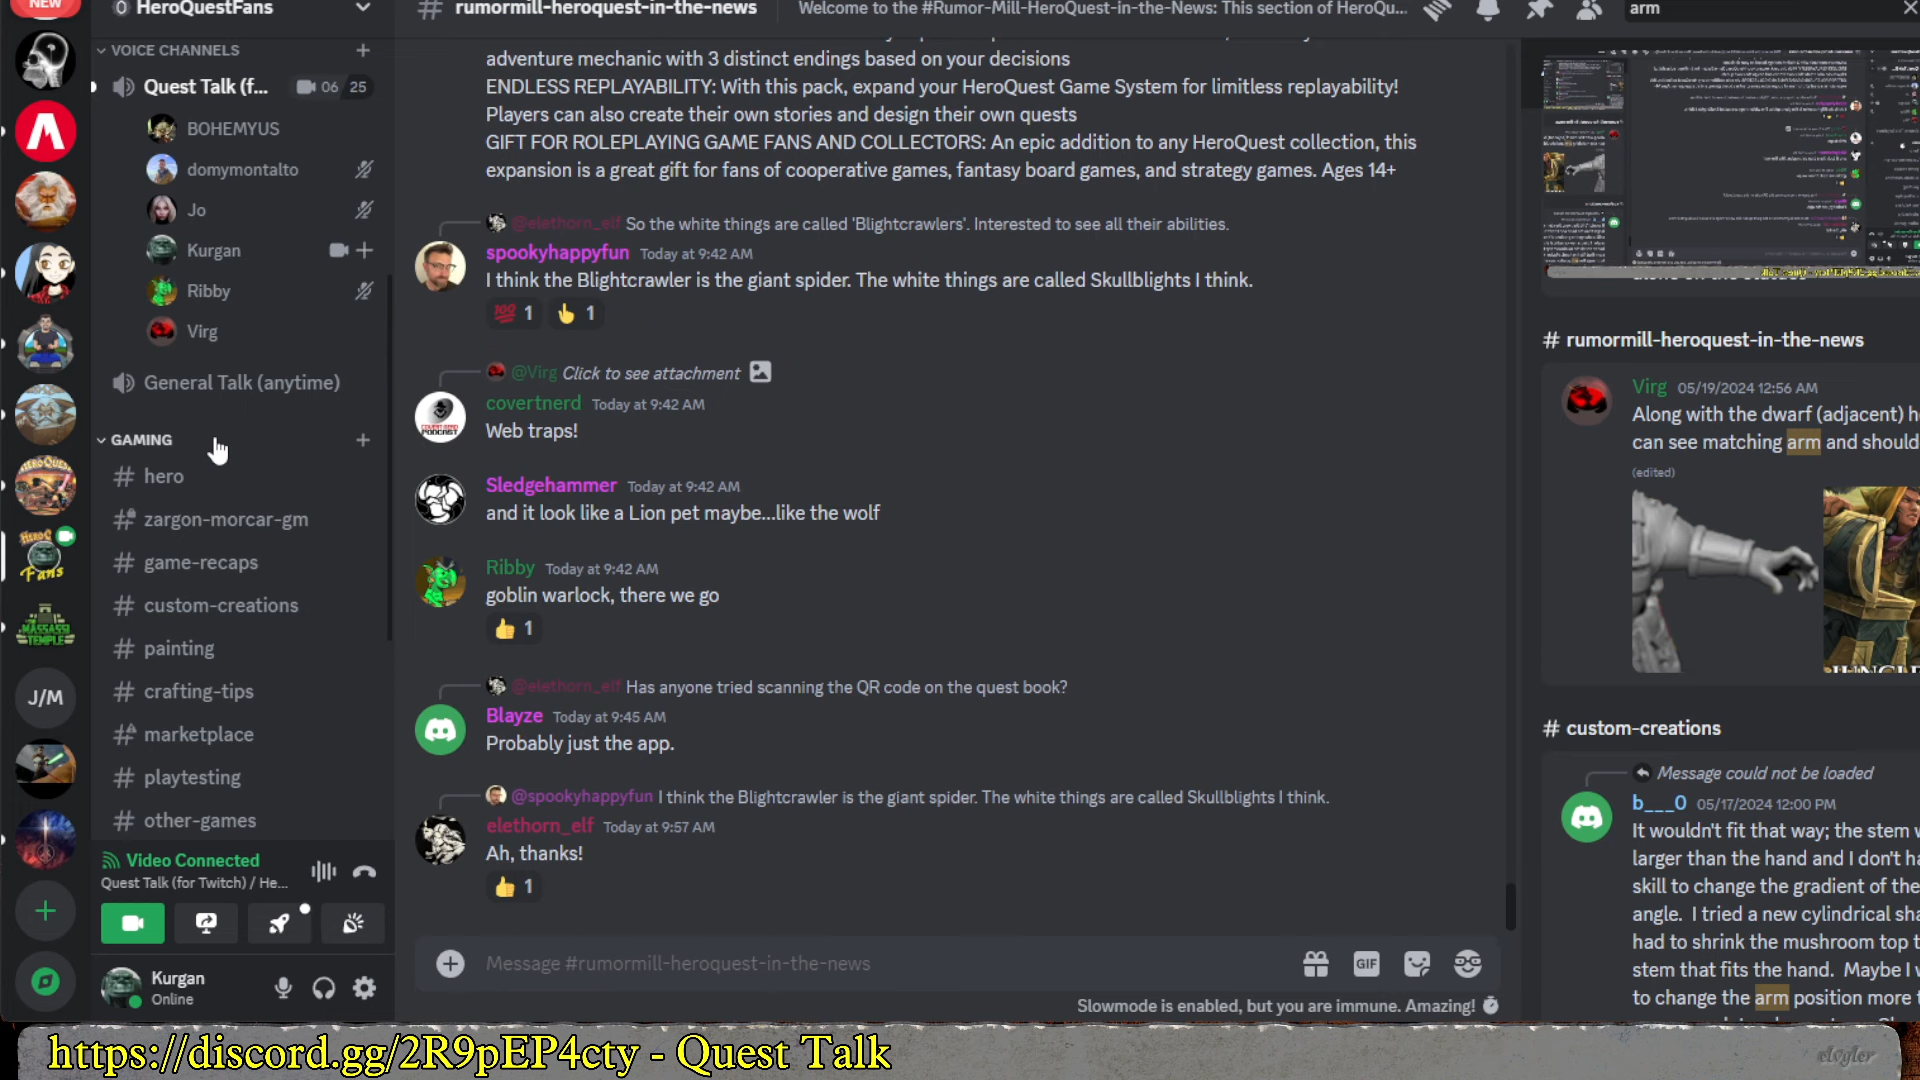 NEW
HeroQuestFans
VOICE CHANNELS
Quest Talk (f... 06 25
BOHEMYUS
domymontalto
Jo
Kurgan
Ribby
Virg
General Talk (anytime)
GAMING
hero
zargon-morcar-gm
game-recaps
custom-creations
painting
crafting-tips
marketplace
playtesting
other-games
J/M
Video Connected
Quest Talk (for Twitch) / He...
Kurgan
Online
# rumormill-heroquest-in-the-news
Welcome to the #Rumor-Mill-HeroQuest-in-the-News: This section of HeroQu...
arm
adventure mechanic with 3 distinct endings based on your decisions
ENDLESS REPLAYABILITY: With this pack, expand your HeroQuest Game System for limitless replayability!
Players can also create their own stories and design their own quests
GIFT FOR ROLEPLAYING GAME FANS AND COLLECTORS: An epic addition to any HeroQuest collection, this
expansion is a great gift for fans of cooperative games, fantasy board games, and strategy games. Ages 14+
@elethorn_elf So the white things are called 'Blightcrawlers'. Interested to see all their abilities.
spookyhappyfun Today at 9:42 AM
I think the Blightcrawler is the giant spider. The white things are called Skullblights I think.
💯 1 👆 1
@Virg Click to see attachment
covertnerd Today at 9:42 AM
Web traps!
Sledgehammer Today at 9:42 AM
and it look like a Lion pet maybe...like the wolf
Ribby Today at 9:42 AM
goblin warlock, there we go
👍 1
@elethorn_elf Has anyone tried scanning the QR code on the quest book?
Blayze Today at 9:45 AM
Probably just the app.
@spookyhappyfun I think the Blightcrawler is the giant spider. The white things are called Skullblights I think.
elethorn_elf Today at 9:57 AM
Ah, thanks!
👍 1
Message #rumormill-heroquest-in-the-news
GIF
Slowmode is enabled, but you are immune. Amazing!
# rumormill-heroquest-in-the-news
Virg 05/19/2024 12:56 AM
Along with the dwarf (adjacent) he
can see matching arm and should
(edited)
# custom-creations
Message could not be loaded
b___0 05/17/2024 12:00 PM
It wouldn't fit that way; the stem w
larger than the hand and I don't ha
skill to change the gradient of the
angle. I tried a new cylindrical sha
had to shrink the mushroom top t
stem that fits the hand. Maybe I w
to change the arm position more t
https://discord.gg/2R9pEP4cty - Quest Talk